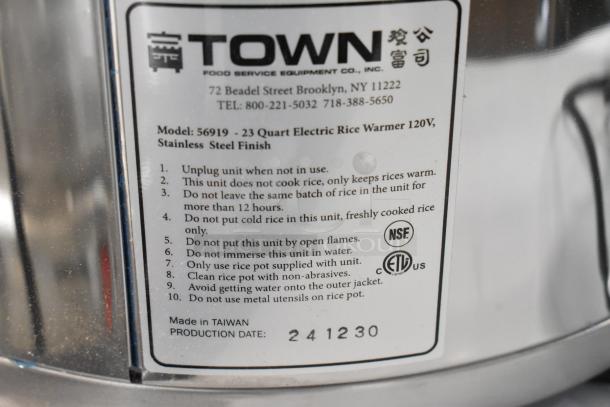 TOWN
FOOD SERVICE EQUIPMENT CO., INC.
公司
72 Beadel Street Brooklyn, NY 11222
TEL: 800-221-5032 718-388-5650
Model: 56919 - 23 Quart Electric Rice Warmer 120V,
Stainless Steel Finish
1. Unplug unit when not in use.
2. This unit does not cook rice, only keeps rices warm.
3. Do not leave the same batch of rice in the unit for
more than 12 hours.
4. Do not put cold rice in this unit, freshly cooked rice
only.
5. Do not put this unit by open flames.
6. Do not immerse this unit in water.
7. Only use rice pot supplied with unit.
8. Clean rice pot with non-abrasives.
9. Avoid getting water onto the outer jacket.
10. Do not use metal utensils on rice pot.
NSF
C ETL US
Made in TAIWAN
PRODUCTION DATE: 241230